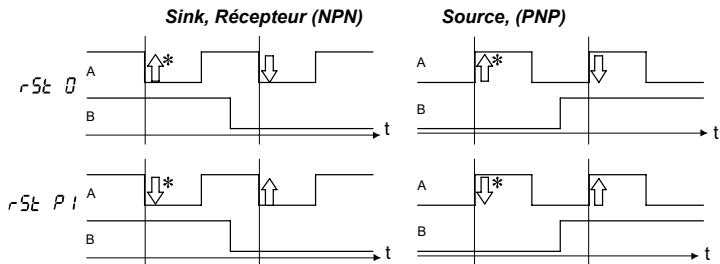 Sink, Récepteur (NPN) Source, (PNP)
A * A *
rSt 0
B t B t
A * A *
rSt P1
B t B t